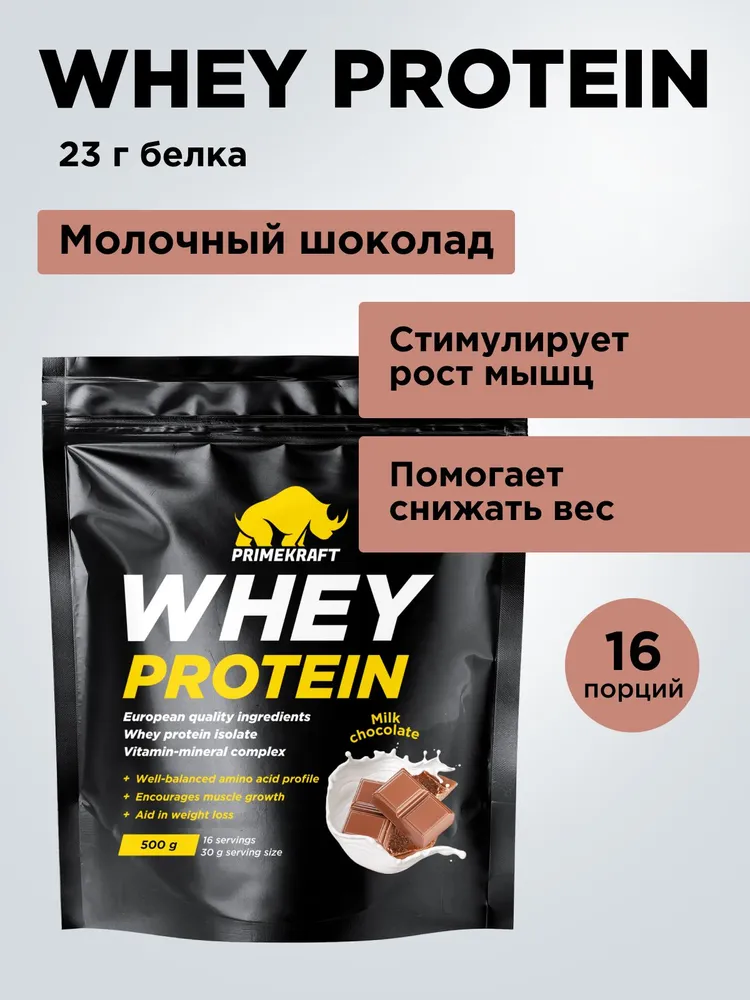 WHEY PROTEIN
23 г белка
Молочный шоколад
Стимулирует
рост мышц
Помогает
снижать вес
PRIMEKRAFT
WHEY
PROTEIN
European quality ingredients
Whey protein isolate
Vitamin-mineral complex
Milk
chocolate
+ Well-balanced amino acid profile
+ Encourages muscle growth
+ Aid in weight loss
500 g
16 servings
30 g serving size
16
порций